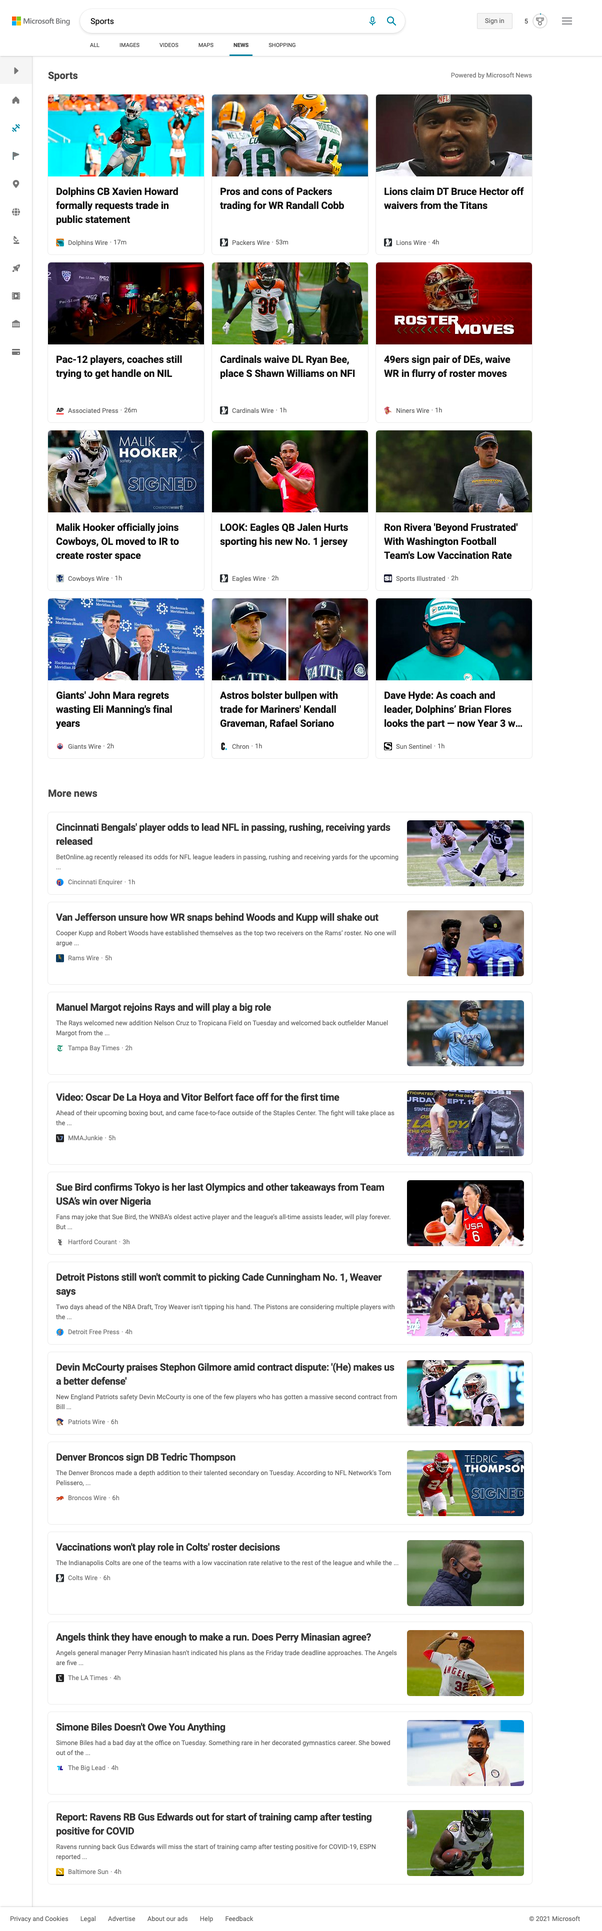 Microsoft Bing
Sports
Sign in
5
ALL
IMAGES
VIDEOS
MAPS
NEWS
SHOPPING
Sports
Powered by Microsoft News
Dolphins CB Xavien Howard
formally requests trade in
public statement
Dolphins Wire · 17m
Pros and cons of Packers
trading for WR Randall Cobb
Packers Wire · 53m
Lions claim DT Bruce Hector off
waivers from the Titans
Lions Wire · 4h
Pac-12 players, coaches still
trying to get handle on NIL
AP Associated Press · 26m
Cardinals waive DL Ryan Bee,
place S Shawn Williams on NFI
Cardinals Wire · 1h
ROSTER
MOVES
49ers sign pair of DEs, waive
WR in flurry of roster moves
Niners Wire · 1h
MALIK
HOOKER
SIGNED
Malik Hooker officially joins
Cowboys, OL moved to IR to
create roster space
Cowboys Wire · 1h
LOOK: Eagles QB Jalen Hurts
sporting his new No. 1 jersey
Eagles Wire · 2h
Ron Rivera 'Beyond Frustrated'
With Washington Football
Team's Low Vaccination Rate
Sports Illustrated · 2h
Giants' John Mara regrets
wasting Eli Manning's final
years
Giants Wire · 2h
Astros bolster bullpen with
trade for Mariners' Kendall
Graveman, Rafael Soriano
Chron · 1h
Dave Hyde: As coach and
leader, Dolphins' Brian Flores
looks the part — now Year 3 w...
Sun Sentinel · 1h
More news
Cincinnati Bengals' player odds to lead NFL in passing, rushing, receiving yards
released
BetOnline.ag recently released its odds for NFL league leaders in passing, rushing and receiving yards for the upcoming
...
Cincinnati Enquirer · 1h
Van Jefferson unsure how WR snaps behind Woods and Kupp will shake out
Cooper Kupp and Robert Woods have established themselves as the top two receivers on the Rams' roster. No one will
argue ...
Rams Wire · 5h
Manuel Margot rejoins Rays and will play a big role
The Rays welcomed new addition Nelson Cruz to Tropicana Field on Tuesday and welcomed back outfielder Manuel
Margot from the ...
Tampa Bay Times · 2h
Video: Oscar De La Hoya and Vitor Belfort face off for the first time
Ahead of their upcoming boxing bout, and came face-to-face outside of the Staples Center. The fight will take place as
the ...
MMAJunkie · 5h
Sue Bird confirms Tokyo is her last Olympics and other takeaways from Team
USA's win over Nigeria
Fans may joke that Sue Bird, the WNBA's oldest active player and the league's all-time assists leader, will play forever.
But ...
Hartford Courant · 3h
Detroit Pistons still won't commit to picking Cade Cunningham No. 1, Weaver
says
Two days ahead of the NBA Draft, Troy Weaver isn't tipping his hand. The Pistons are considering multiple players with
the ...
Detroit Free Press · 4h
Devin McCourty praises Stephon Gilmore amid contract dispute: '(He) makes us
a better defense'
New England Patriots safety Devin McCourty is one of the few players who has gotten a massive second contract from
Bill ...
Patriots Wire · 6h
Denver Broncos sign DB Tedric Thompson
The Denver Broncos made a depth addition to their talented secondary on Tuesday. According to NFL Network's Tom
Pelissero, ...
Broncos Wire · 6h
TEDRIC
THOMPSON
SIGNED
Vaccinations won't play role in Colts' roster decisions
The Indianapolis Colts are one of the teams with a low vaccination rate relative to the rest of the league and while the ...
Colts Wire · 6h
Angels think they have enough to make a run. Does Perry Minasian agree?
Angels general manager Perry Minasian hasn't indicated his plans as the Friday trade deadline approaches. The Angels
are five ...
The LA Times · 4h
Simone Biles Doesn't Owe You Anything
Simone Biles had a bad day at the office on Tuesday. Something rare in her decorated gymnastics career. She bowed
out of the ...
The Big Lead · 4h
Report: Ravens RB Gus Edwards out for start of training camp after testing
positive for COVID
Ravens running back Gus Edwards will miss the start of training camp after testing positive for COVID-19, ESPN
reported ...
Baltimore Sun · 4h
Privacy and Cookies
Legal
Advertise
About our ads
Help
Feedback
© 2021 Microsoft